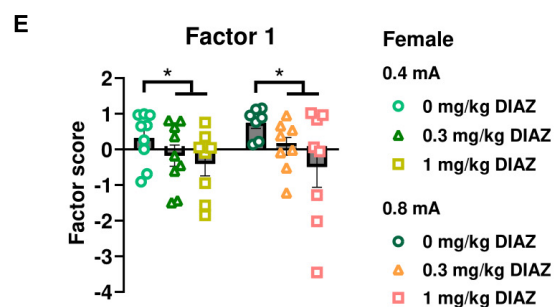 E
Factor 1
*
*
Factor score
2
1
0
-1
-2
-3
-4
Female
0.4 mA
0 mg/kg DIAZ
0.3 mg/kg DIAZ
1 mg/kg DIAZ
0.8 mA
0 mg/kg DIAZ
0.3 mg/kg DIAZ
1 mg/kg DIAZ